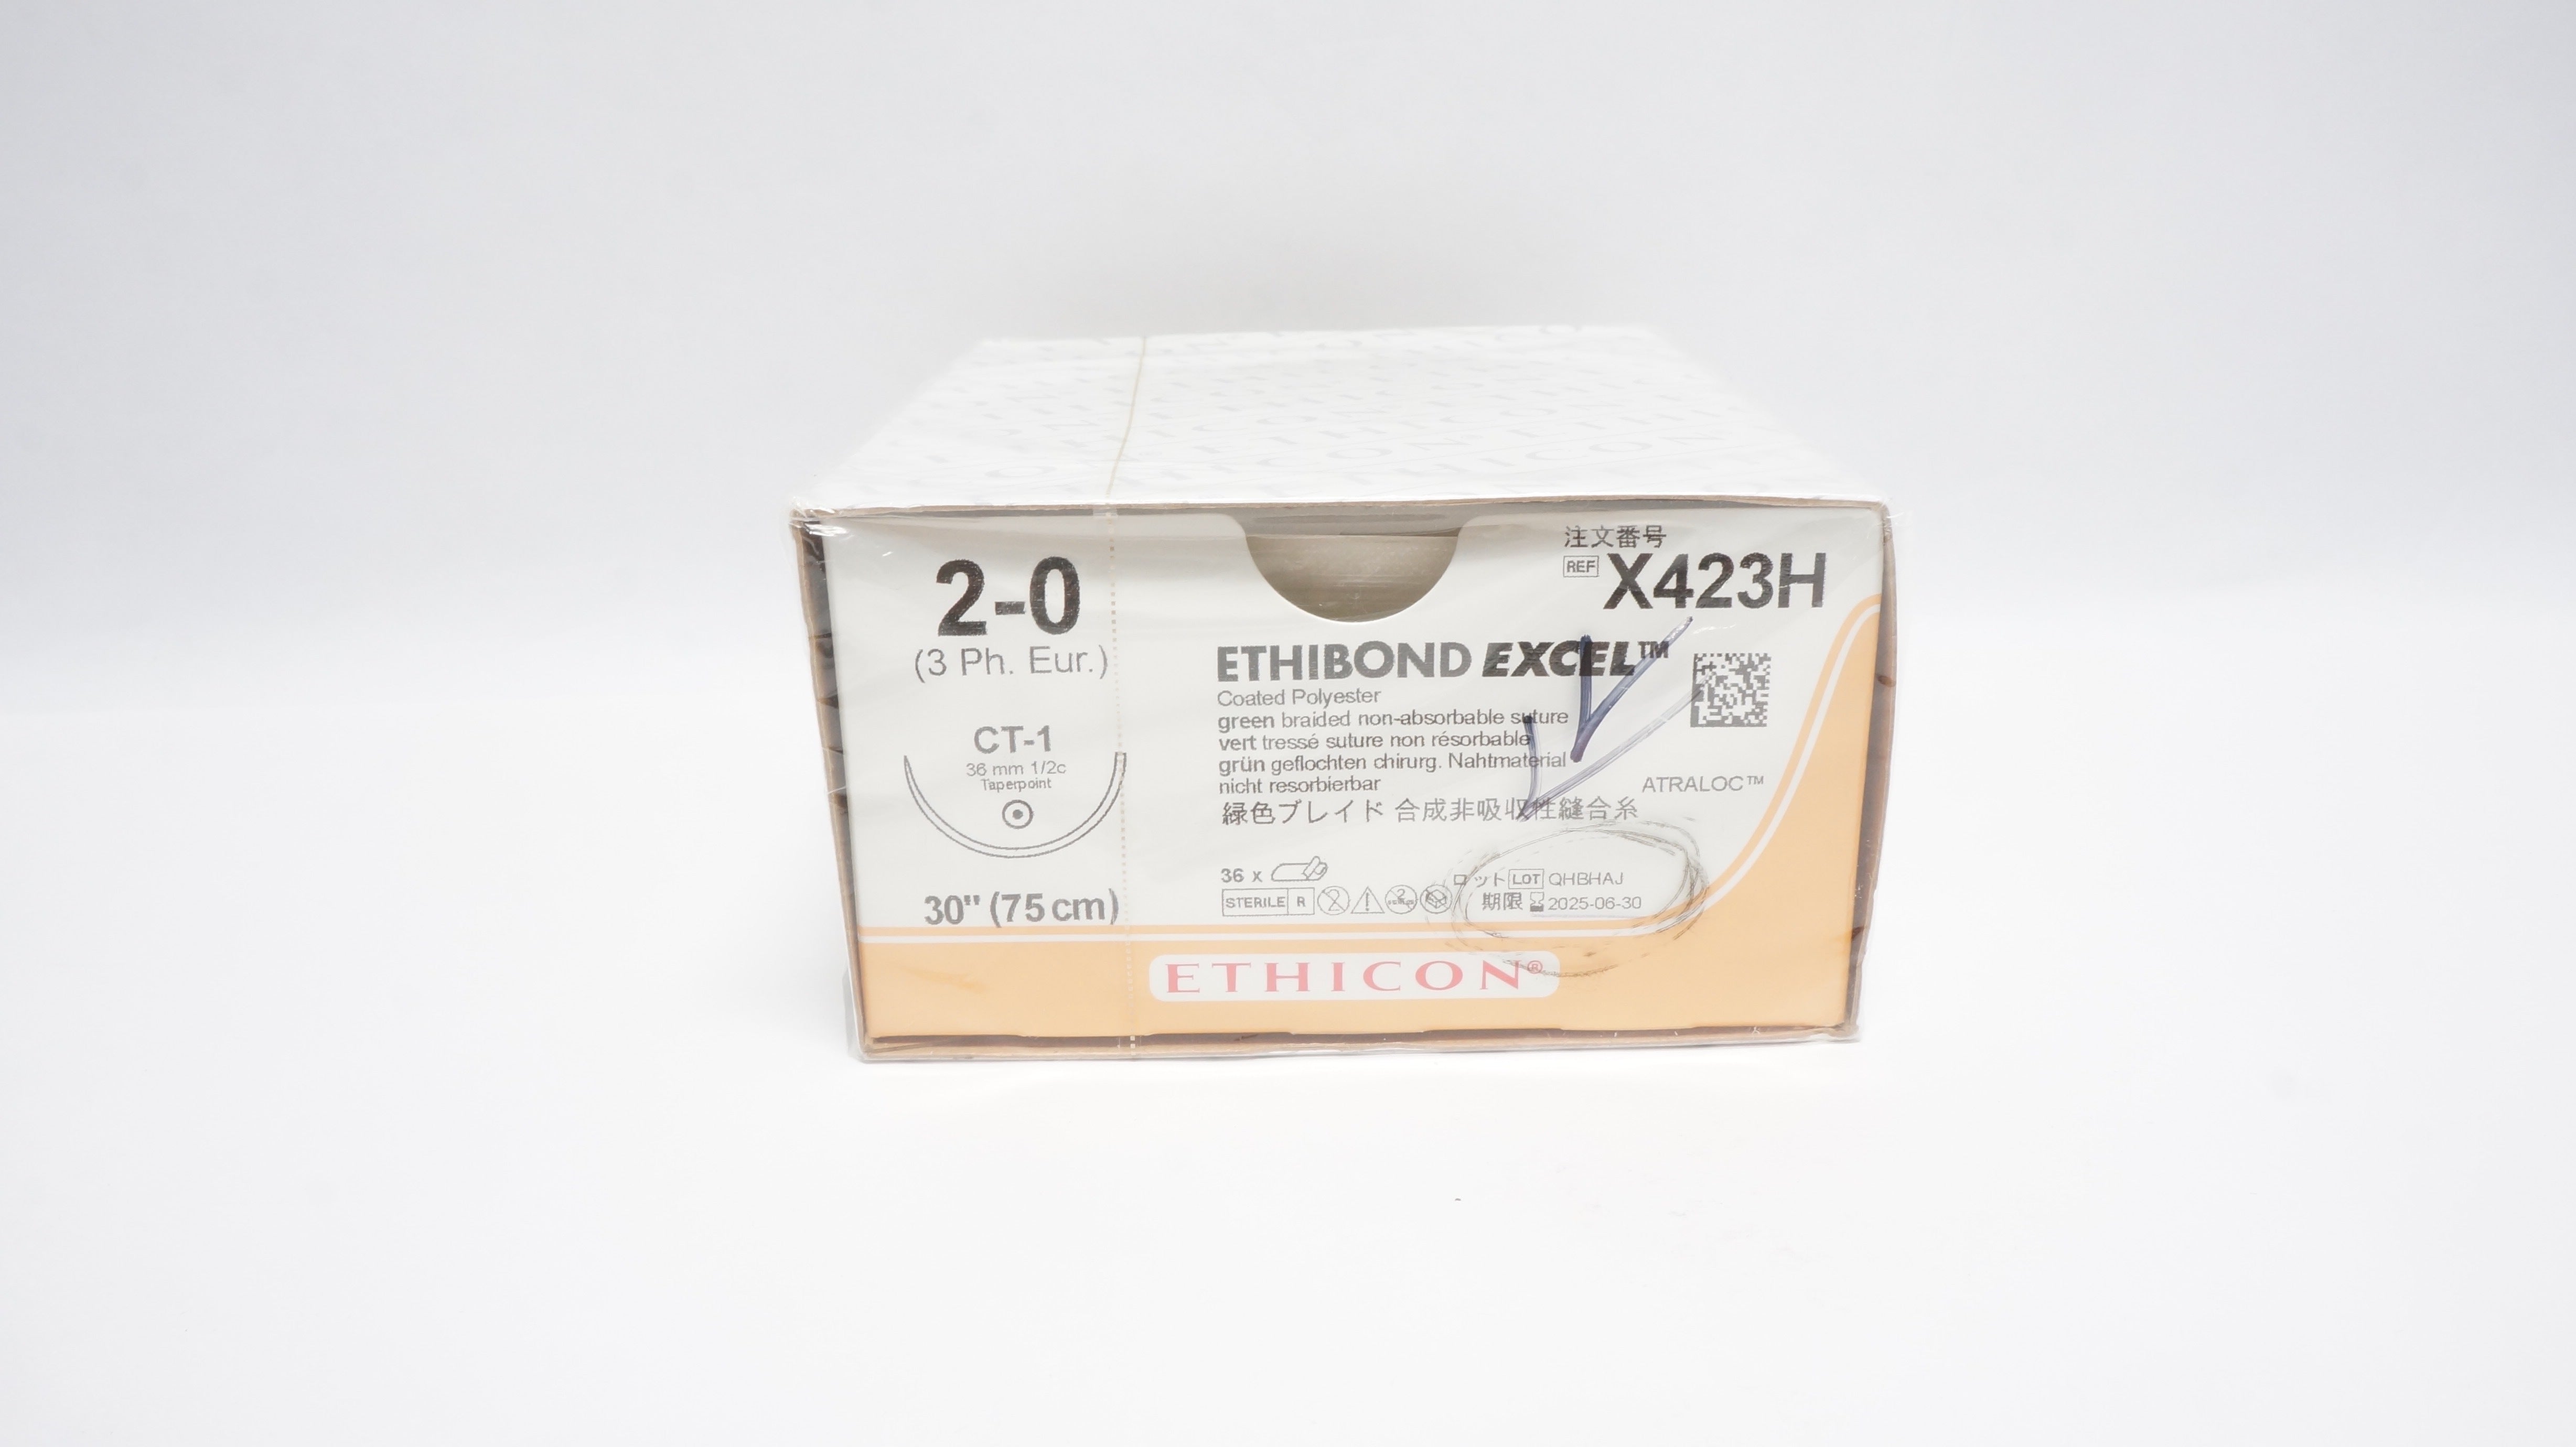 2-0
(3 Ph. Eur.)
CT-1
36 mm 1/2c
Taperpoint
30" (75 cm)
注文番号
REF X423H
ETHIBOND EXCEL™
Coated Polyester
green braided non-absorbable suture
vert tressé suture non résorbable
grün geflochten chirurg. Nahtmaterial
nicht resorbierbar
緑色ブレイド 合成非吸収性縫合糸
ATRALOC™
36 x
STERILE R
ロット LOT QHBHAJ
期限 2025-06-30
ETHICON®